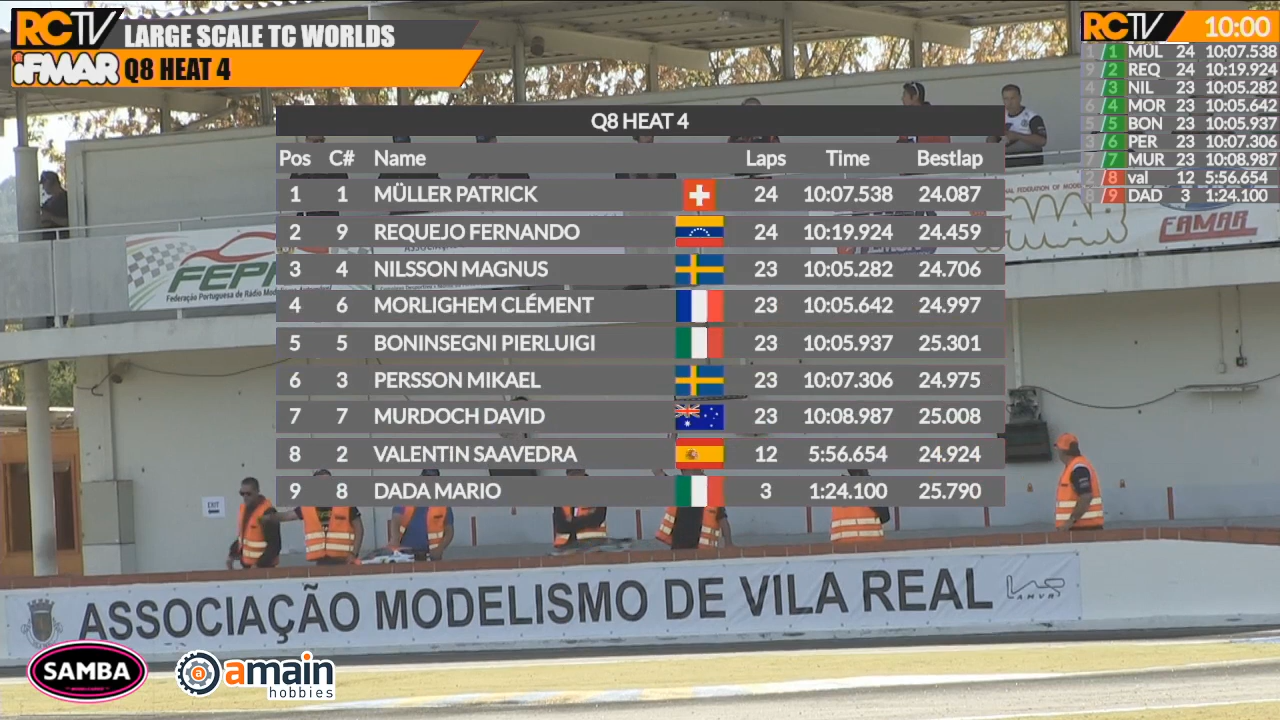 RCTV LARGE SCALE TC WORLDS
iFMAR Q8 HEAT 4
RCTV 10:00
1 /1 MÜL 24 10:07.538
9 /2 REQ 24 10:19.924
4 /3 NIL 23 10:05.282
6 /4 MOR 23 10:05.642
5 /5 BON 23 10:05.937
3 /6 PER 23 10:07.306
7 /7 MUR 23 10:08.987
2 /8 val 12 5:56.654
8 /9 DAD 3 1:24.100
Q8 HEAT 4
Pos C# Name Laps Time Bestlap
1 1 MÜLLER PATRICK 24 10:07.538 24.087
2 9 REQUEJO FERNANDO 24 10:19.924 24.459
3 4 NILSSON MAGNUS 23 10:05.282 24.706
4 6 MORLIGHEM CLÉMENT 23 10:05.642 24.997
5 5 BONINSEGNI PIERLUIGI 23 10:05.937 25.301
6 3 PERSSON MIKAEL 23 10:07.306 24.975
7 7 MURDOCH DAVID 23 10:08.987 25.008
8 2 VALENTIN SAAVEDRA 12 5:56.654 24.924
9 8 DADA MARIO 3 1:24.100 25.790
Federação Portuguesa de Rádio
EFMAR
EXIT
ASSOCIAÇÃO MODELISMO DE VILA REAL
AMVR
SAMBA
amain
hobbies